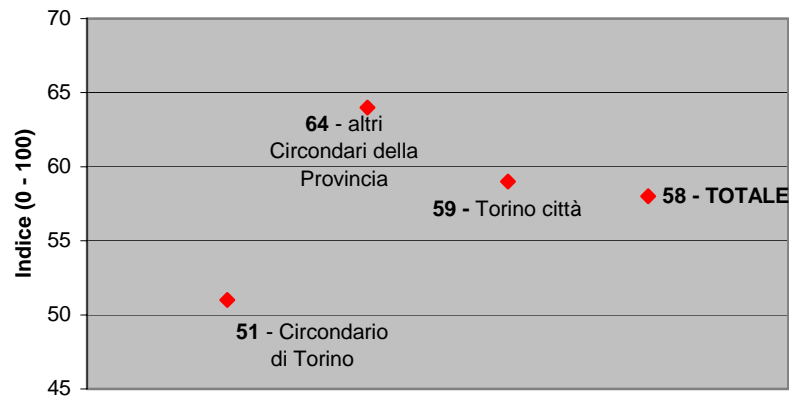 70
65
60
55
50
45
Indice (0 - 100)
64 - altri
Circondari della
Provincia
59 - Torino città
58 - TOTALE
51 - Circondario
di Torino